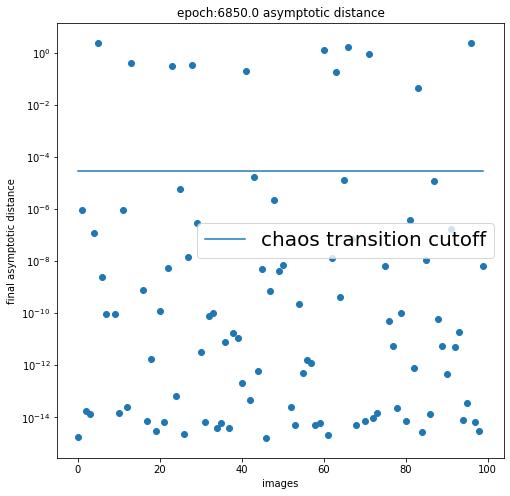 epoch:6850.0 asymptotic distance
final asymptotic distance
10^0
10^-2
10^-4
10^-6
10^-8
10^-10
10^-12
10^-14
chaos transition cutoff
0 20 40 60 80 100
images